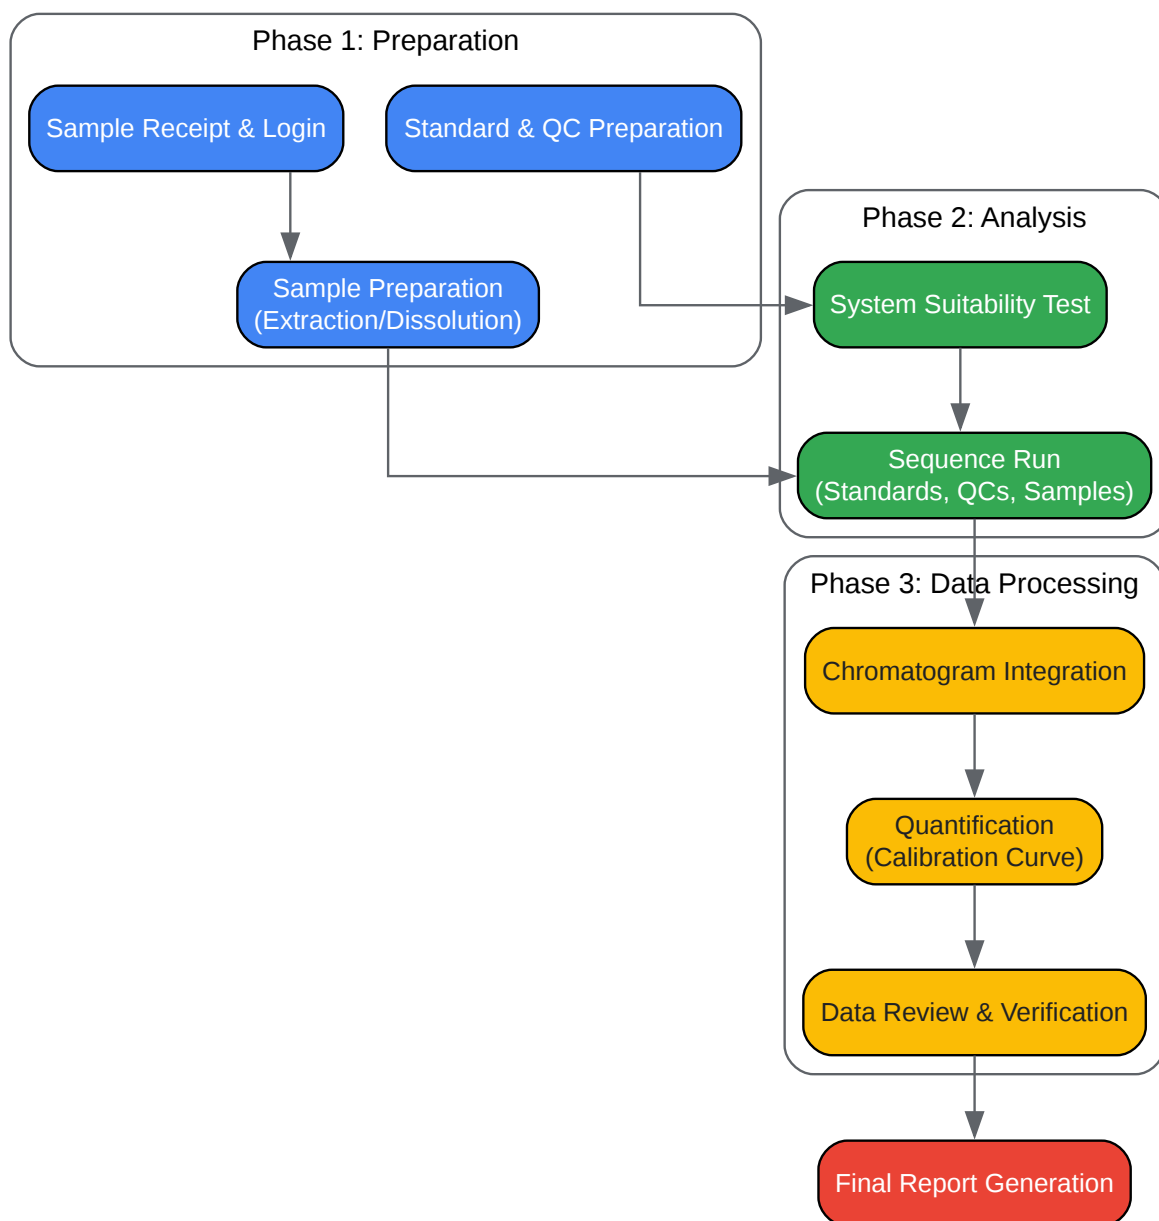 Phase 1: Preparation
Sample Receipt & Login
Standard & QC Preparation
Sample Preparation
(Extraction/Dissolution)
Phase 2: Analysis
System Suitability Test
Sequence Run
(Standards, QCs, Samples)
Phase 3: Data Processing
Chromatogram Integration
Quantification
(Calibration Curve)
Data Review & Verification
Final Report Generation